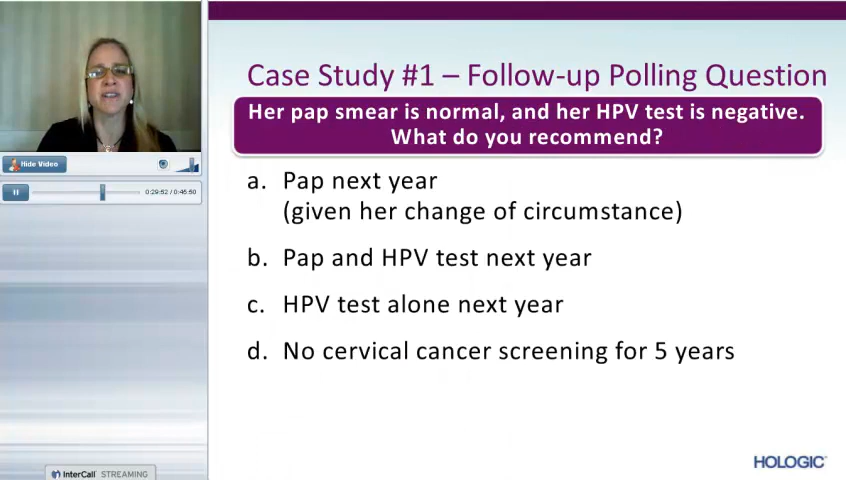 Case Study #1 – Follow-up Polling Question
Her pap smear is normal, and her HPV test is negative.
What do you recommend?
a. Pap next year
(given her change of circumstance)
b. Pap and HPV test next year
c. HPV test alone next year
d. No cervical cancer screening for 5 years
Hide Video
0:29:52 / 0:45:50
InterCall STREAMING
HOLOGIC